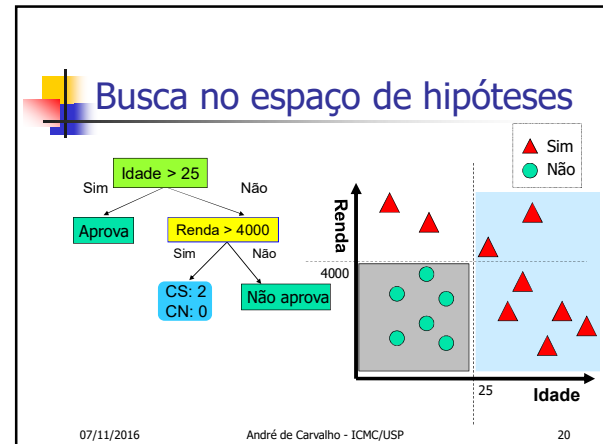 Busca no espaço de hipóteses
Idade > 25
Sim
Não
Aprova
Renda > 4000
Sim
Não
CS: 2
CN: 0
Não aprova
Sim
Não
Renda
4000
25
Idade
07/11/2016
André de Carvalho - ICMC/USP
20